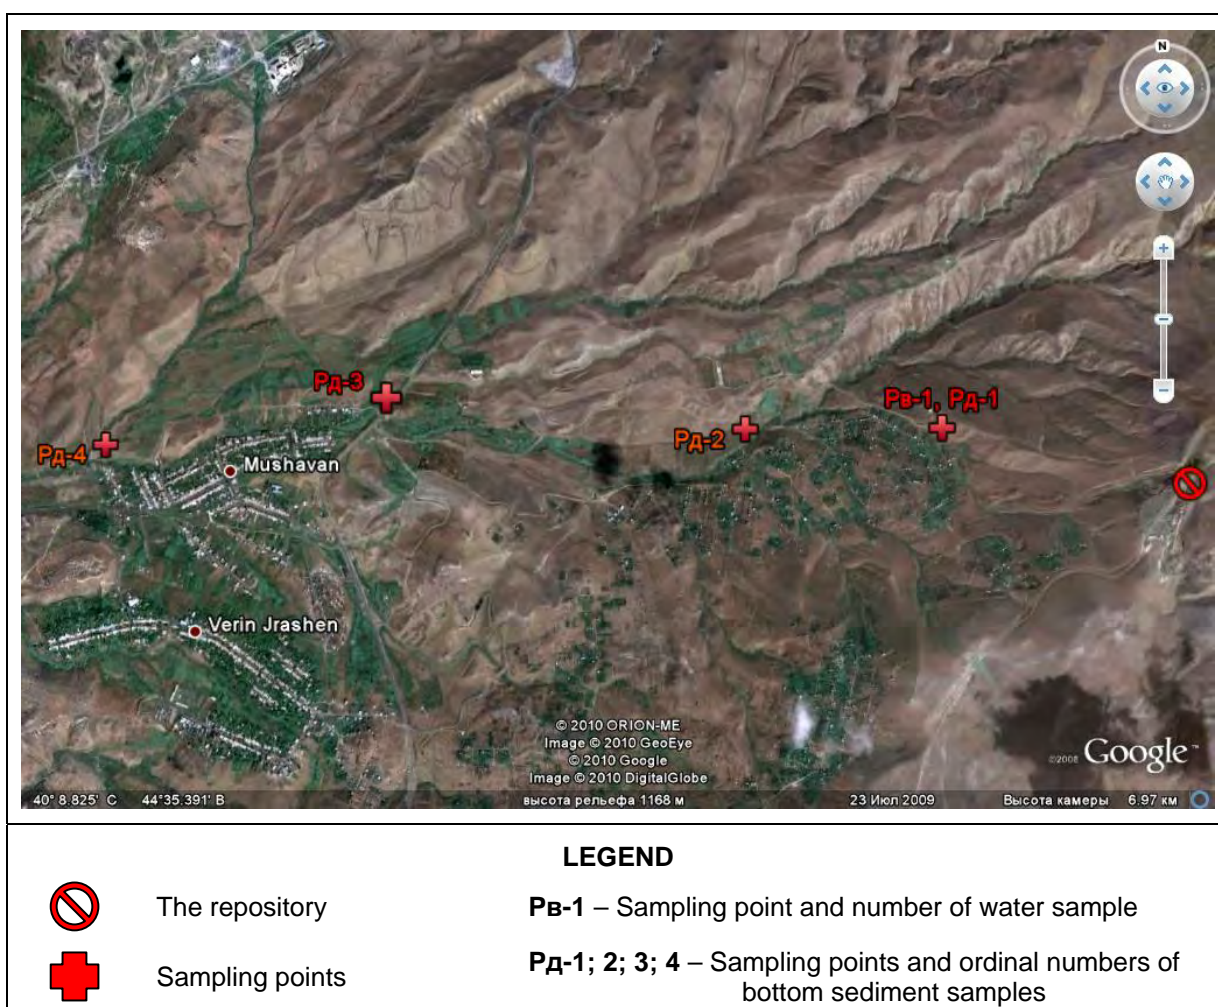 N
Рд-3
Рв-1, Рд-1
Рд-2
Рд-4
Mushavan
Verin Jrashen
© 2010 ORION-ME
Image © 2010 GeoEye
© 2010 Google
Image © 2010 DigitalGlobe
©2008 Google™
40° 8.825' С 44°35.391' В высота рельефа 1168 м 23 Июл 2009 Высота камеры 6.97 км
LEGEND
The repository
Рв-1 – Sampling point and number of water sample
Sampling points
Рд-1; 2; 3; 4 – Sampling points and ordinal numbers of
bottom sediment samples